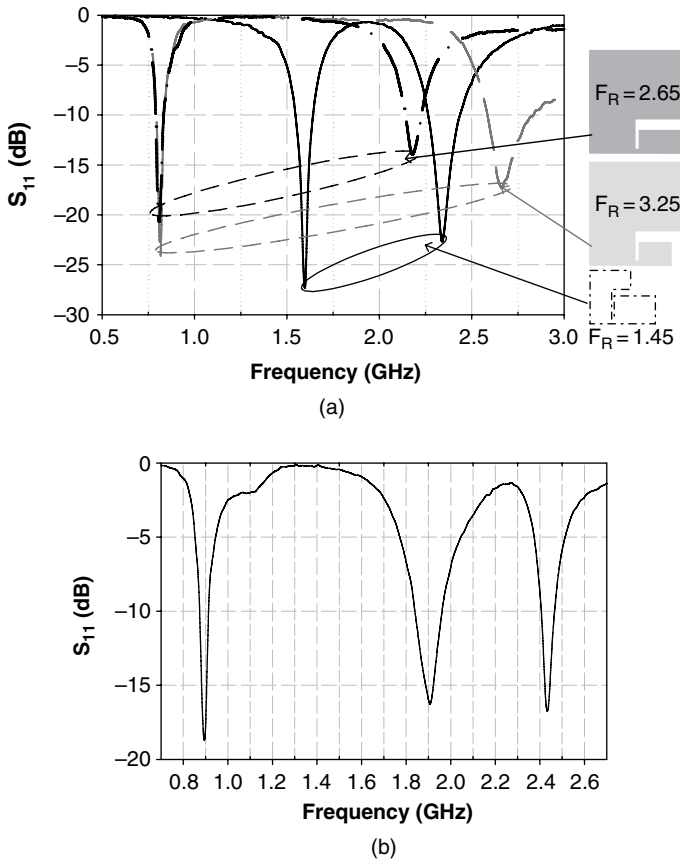 0
−5
−10
−15
−20
−25
−30
S11 (dB)
0.5 1.0 1.5 2.0 2.5 3.0
Frequency (GHz)
FR = 2.65
FR = 3.25
FR = 1.45
(a)
0
−5
−10
−15
−20
S11 (dB)
0.8 1.0 1.2 1.4 1.6 1.8 2.0 2.2 2.4 2.6
Frequency (GHz)
(b)